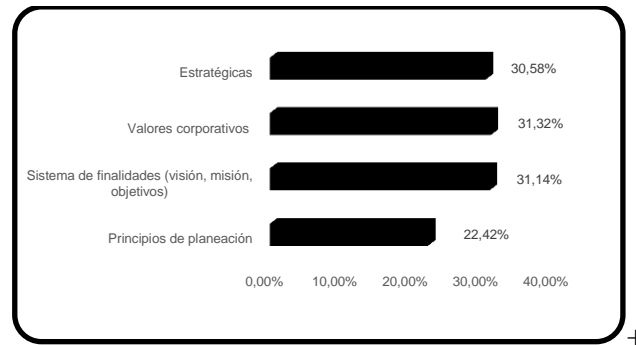 Estratégicas
30,58%
Valores corporativos
31,32%
Sistema de finalidades (visión, misión,
objetivos)
31,14%
Principios de planeación
22,42%
0,00%
10,00%
20,00%
30,00%
40,00%